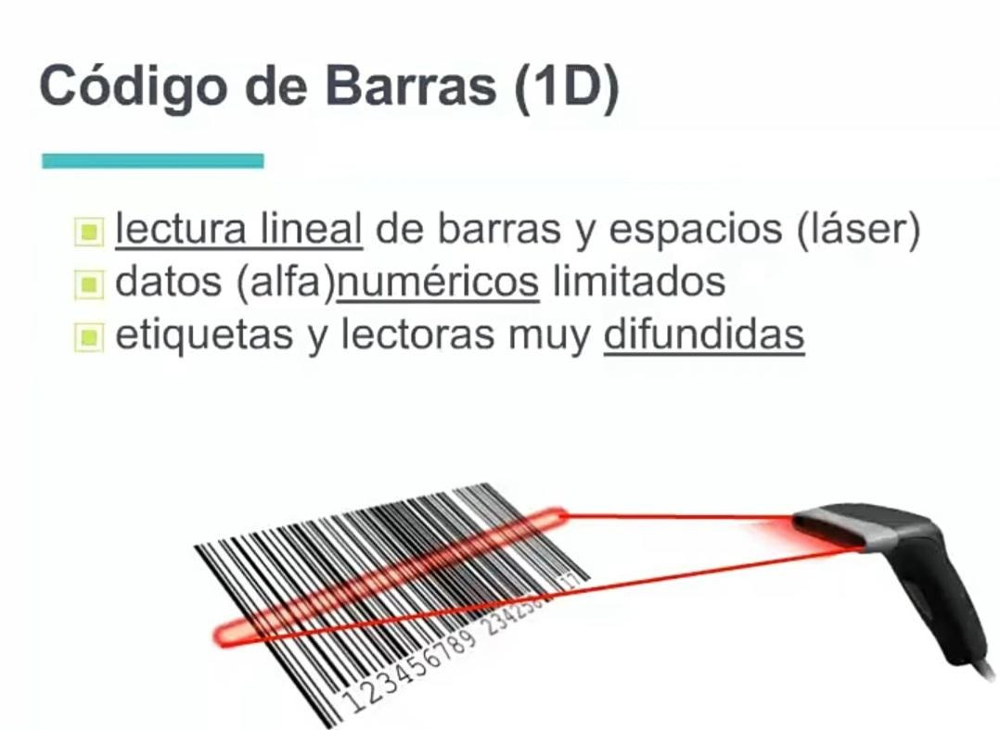 Código de Barras (1D)
lectura lineal de barras y espacios (láser)
datos (alfa)numéricos limitados
etiquetas y lectoras muy difundidas
123456789